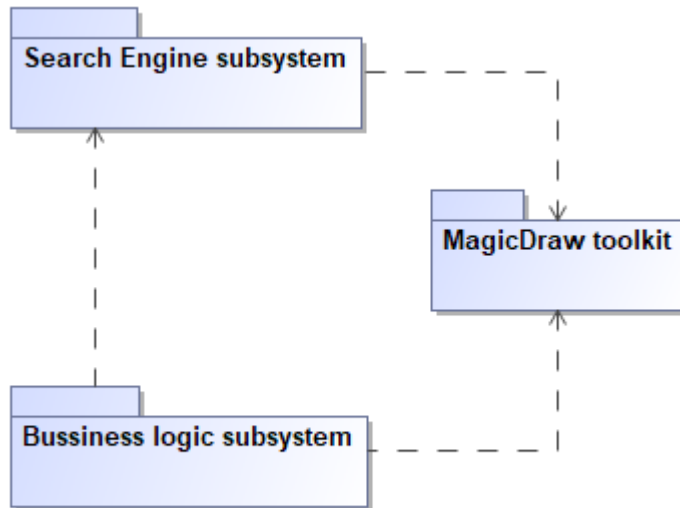 Search Engine subsystem
MagicDraw toolkit
Bussiness logic subsystem